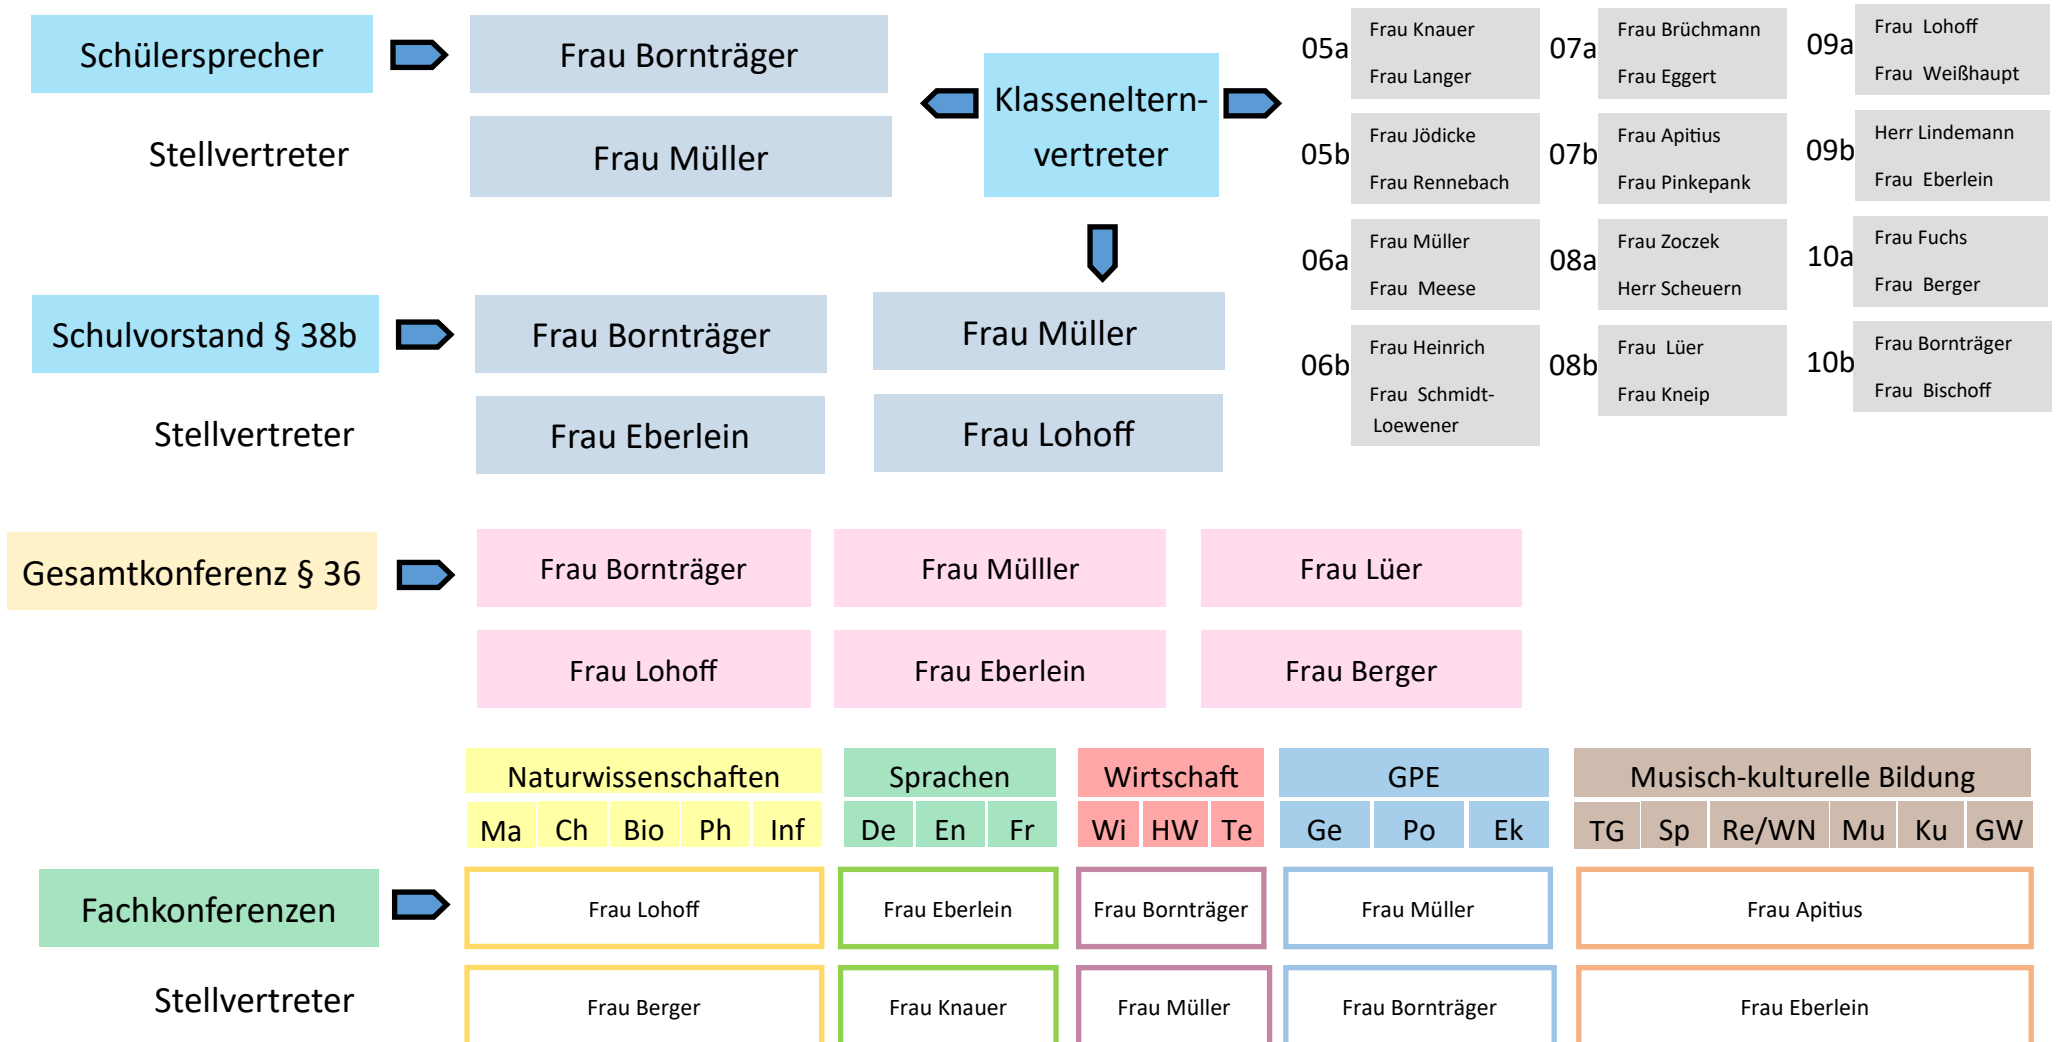 Schülersprecher
Frau Bornträger
Stellvertreter
Frau Müller
Klasseneltern-
vertreter
05a
Frau Knauer
Frau Langer
05b
Frau Jödicke
Frau Rennebach
06a
Frau Müller
Frau Meese
06b
Frau Heinrich
Frau Schmidt-
Loewener
07a
Frau Brüchmann
Frau Eggert
07b
Frau Apitius
Frau Pinkepank
08a
Frau Zoczek
Herr Scheuern
08b
Frau Lüer
Frau Kneip
09a
Frau Lohoff
Frau Weißhaupt
09b
Herr Lindemann
Frau Eberlein
10a
Frau Fuchs
Frau Berger
10b
Frau Bornträger
Frau Bischoff
Schulvorstand § 38b
Frau Bornträger
Frau Müller
Stellvertreter
Frau Eberlein
Frau Lohoff
Gesamtkonferenz § 36
Frau Bornträger
Frau Mülller
Frau Lüer
Frau Lohoff
Frau Eberlein
Frau Berger
Naturwissenschaften
Ma Ch Bio Ph Inf
Sprachen
De En Fr
Wirtschaft
Wi HW Te
GPE
Ge Po Ek
Musisch-kulturelle Bildung
TG Sp Re/WN Mu Ku GW
Fachkonferenzen
Frau Lohoff
Frau Eberlein
Frau Bornträger
Frau Müller
Frau Apitius
Stellvertreter
Frau Berger
Frau Knauer
Frau Müller
Frau Bornträger
Frau Eberlein